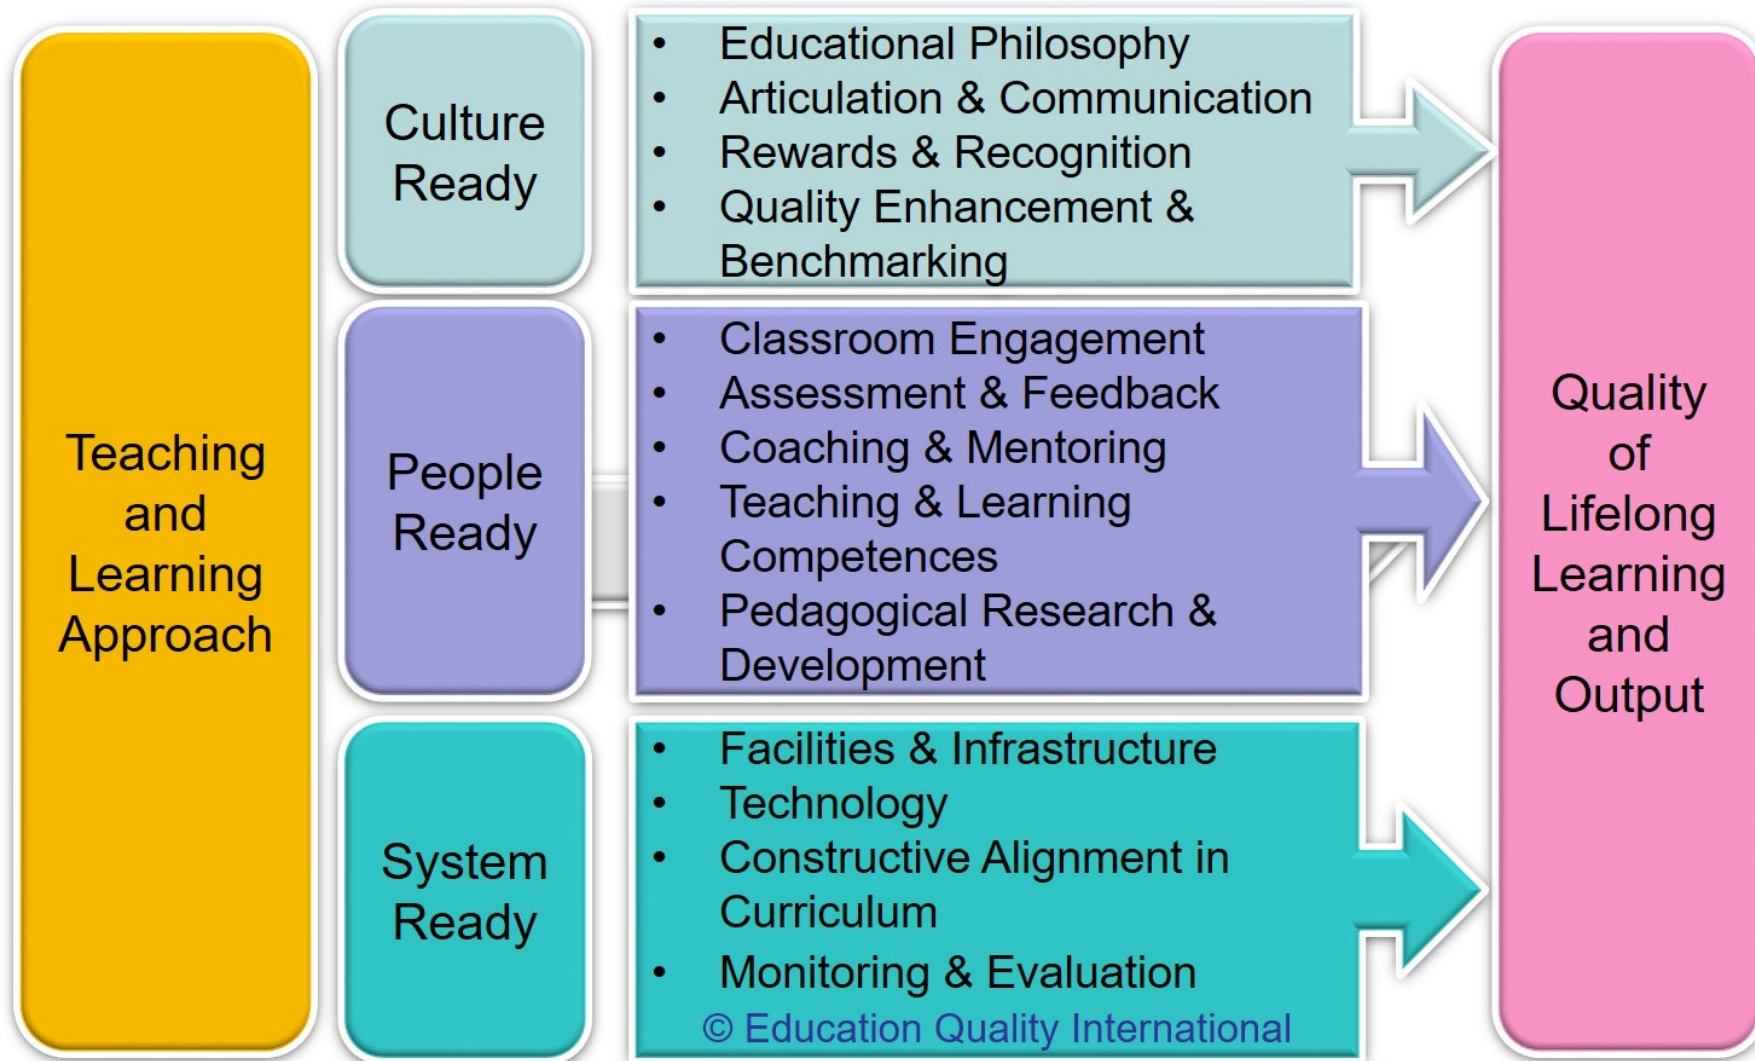 Teaching
and
Learning
Approach
Culture
Ready
• Educational Philosophy
• Articulation & Communication
• Rewards & Recognition
• Quality Enhancement &
Benchmarking
People
Ready
• Classroom Engagement
• Assessment & Feedback
• Coaching & Mentoring
• Teaching & Learning
Competences
• Pedagogical Research &
Development
System
Ready
• Facilities & Infrastructure
• Technology
• Constructive Alignment in
Curriculum
• Monitoring & Evaluation
© Education Quality International
Quality
of
Lifelong
Learning
and
Output